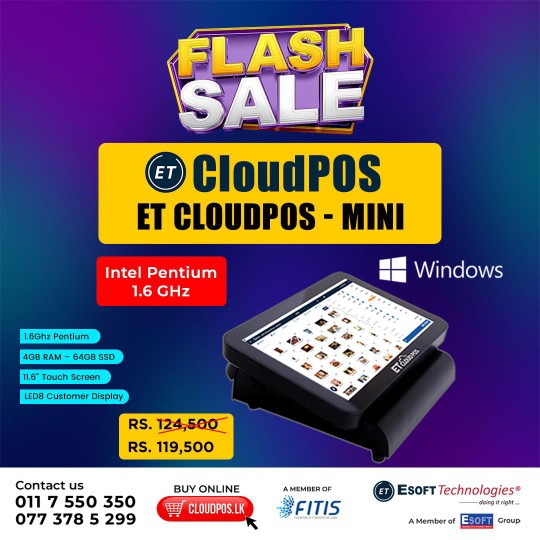 FLASH
SALE
ET CloudPOS
ET CLOUDPOS - MINI
Intel Pentium
1.6 GHz
Windows
1.6Ghz Pentium
4GB RAM – 64GB SSD
11.6" Touch Screen
LED8 Customer Display
ET CLOUDPOS
RS. 124,500
RS. 119,500
Contact us
011 7 550 350
077 378 5 299
BUY ONLINE
CLOUDPOS.LK
A MEMBER OF
FITIS
ET ESOFT Technologies®
doing it right...
A Member of ESOFT Group